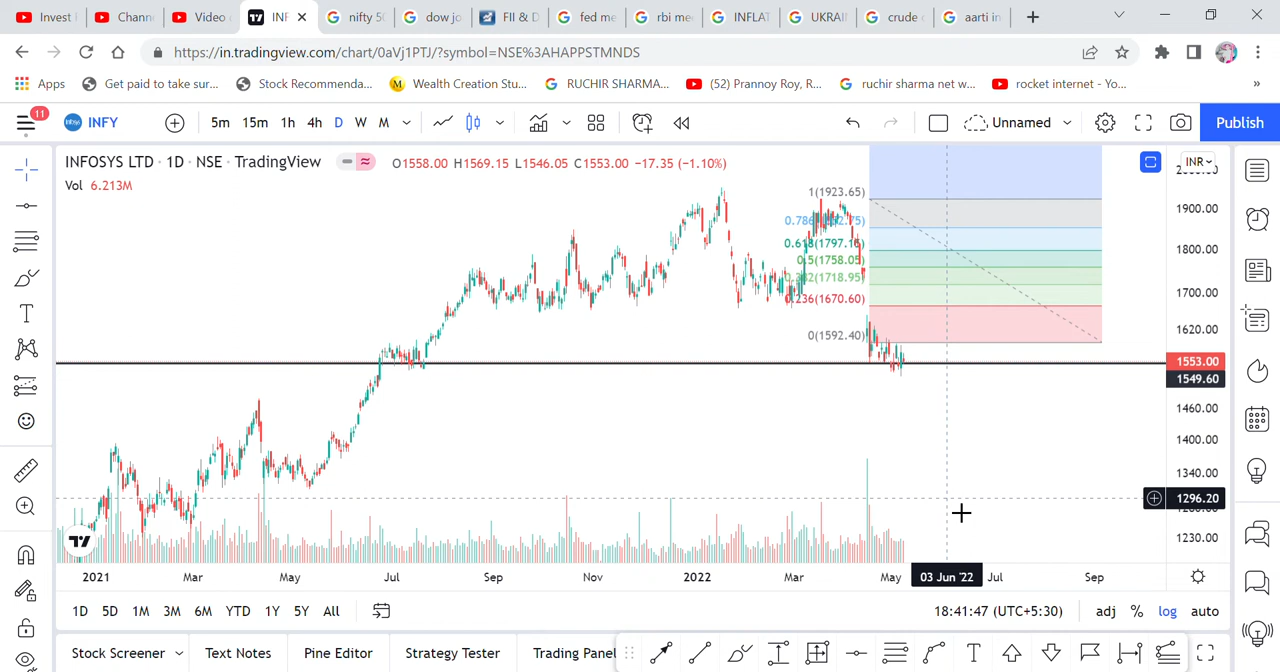 Invest
Chann
Video
INF
nifty 50
dow jo
FII & D
fed me
rbi me
INFLAT
UKRAI
crude
aarti in
https://in.tradingview.com/chart/0aVj1PTJ/?symbol=NSE%3AHAPPSTMNDS
Apps
Get paid to take sur...
Stock Recommenda...
Wealth Creation Stu...
RUCHIR SHARMA...
(52) Prannoy Roy, R...
ruchir sharma net w...
rocket internet - Yo...
»
11
INFY
5m 15m 1h 4h D W M
Unnamed
Publish
INFOSYS LTD · 1D · NSE · TradingView
O1558.00 H1569.15 L1546.05 C1553.00 −17.35 (−1.10%)
INR
Vol 6.213M
1(1923.65)
0.618(1797.15)
0.5(1758.05)
0.236(1670.60)
0(1592.40)
1900.00
1800.00
1700.00
1620.00
1553.00
1549.60
1460.00
1400.00
1340.00
1296.20
1230.00
2021 Mar May Jul Sep Nov 2022 Mar May 03 Jun '22 Jul Sep
1D 5D 1M 3M 6M YTD 1Y 5Y All
18:41:47 (UTC+5:30)
adj % log auto
Stock Screener
Text Notes
Pine Editor
Strategy Tester
Trading Panel